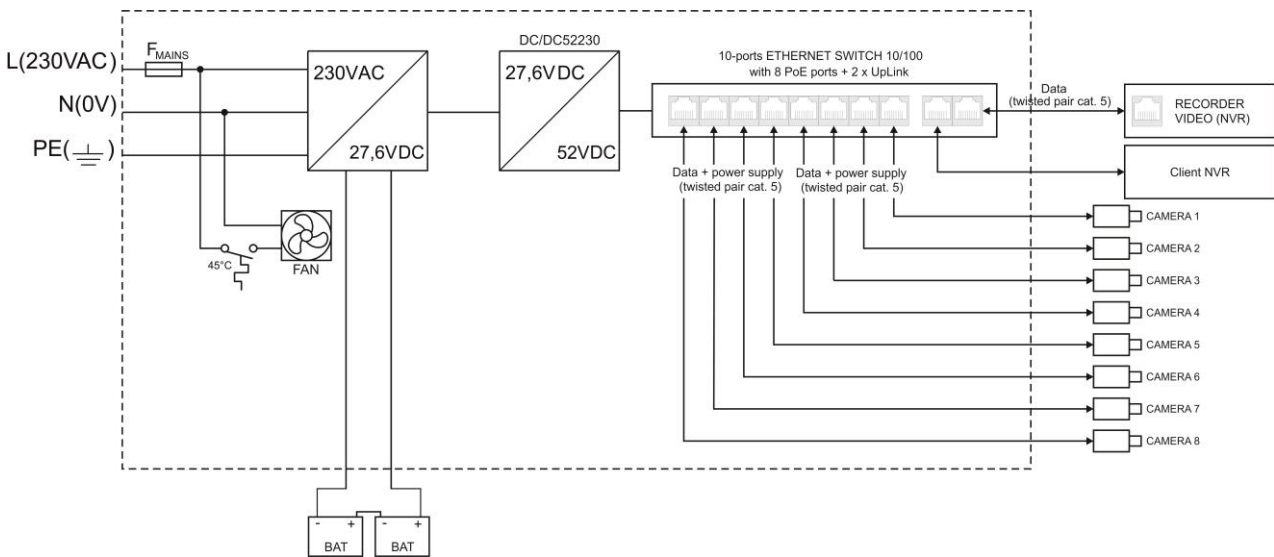 L(230VAC)
F MAINS
N(0V)
PE( )
230VAC
27,6VDC
DC/DC52230
27,6VDC
52VDC
10-ports ETHERNET SWITCH 10/100
with 8 PoE ports + 2 x UpLink
Data
(twisted pair cat. 5)
RECORDER
VIDEO (NVR)
Client NVR
Data + power supply
(twisted pair cat. 5)
Data + power supply
(twisted pair cat. 5)
45°C
FAN
CAMERA 1
CAMERA 2
CAMERA 3
CAMERA 4
CAMERA 5
CAMERA 6
CAMERA 7
CAMERA 8
- +
BAT
- +
BAT